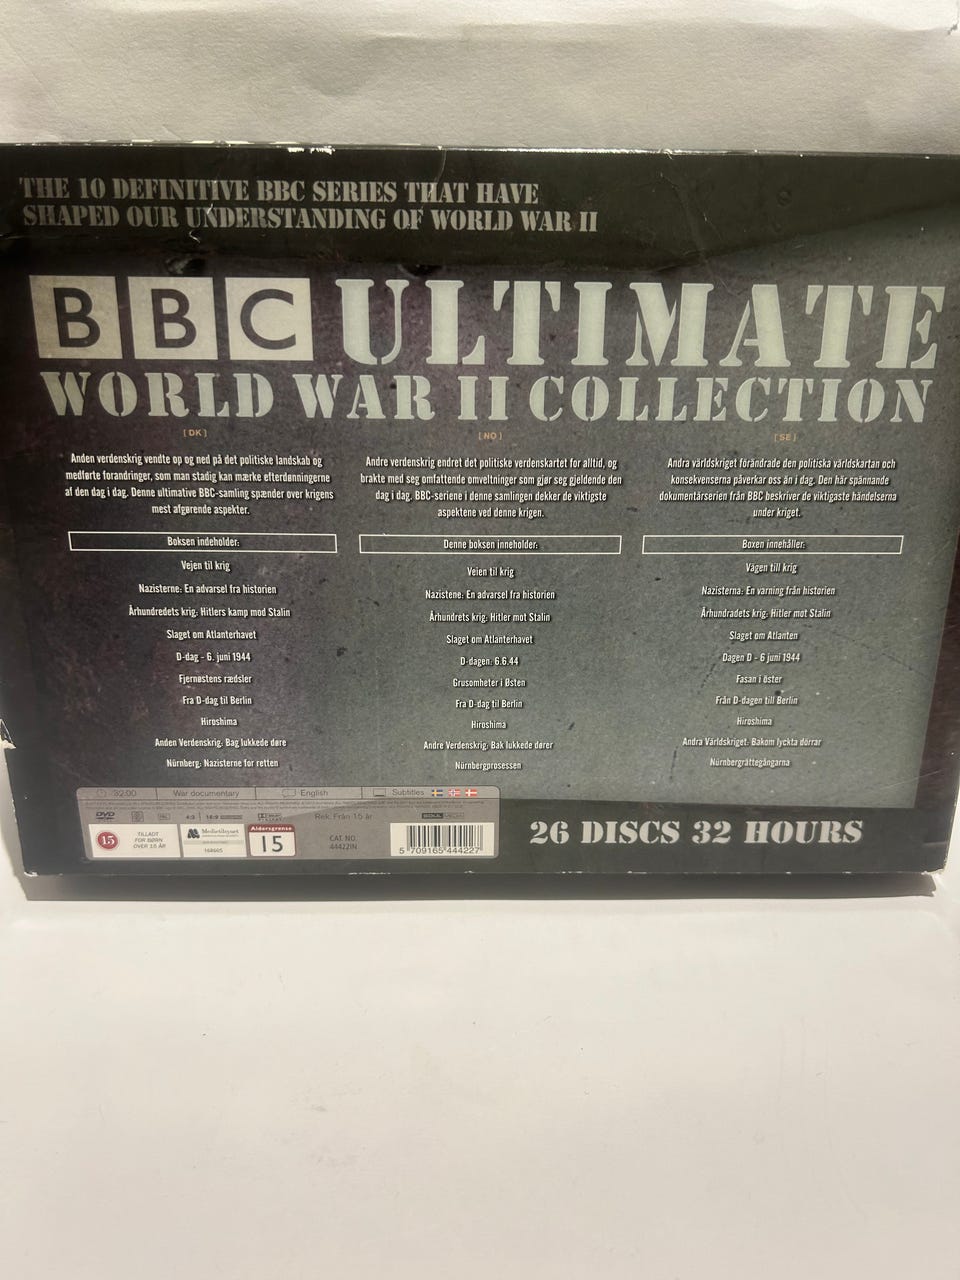 THE 10 DEFINITIVE BBC SERIES THAT HAVE
SHAPED OUR UNDERSTANDING OF WORLD WAR II
BBC ULTIMATE
WORLD WAR II COLLECTION
[DK]
Anden verdenskrig vendte op og ned på det politiske landskab og
medførte forandringer, som man stadig kan mærke efterdønningerne
af den dag i dag. Denne ultimative BBC-samling spænder over krigens
mest afgørende aspekter.
Boksen indeholder:
Vejen til krig
Nazisterne: En advarsel fra historien
Århundredets krig: Hitlers kamp mod Stalin
Slaget om Atlanterhavet
D-dag - 6. juni 1944
Fjernøstens rædsler
Fra D-dag til Berlin
Hiroshima
Anden Verdenskrig: Bag lukkede døre
Nürnberg: Nazisterne for retten
[NO]
Andre verdenskrig endret det politiske verdenskartet for alltid, og
brakte med seg omfattende omveltninger som gjør seg gjeldende den
dag i dag. BBC-seriene i denne samlingen dekker de viktigste
aspektene ved denne krigen.
Denne boksen inneholder:
Veien til krig
Nazistene: En advarsel fra historien
Århundrets krig: Hitler mot Stalin
Slaget om Atlanterhavet
D-dagen: 6.6.44
Grusomheter i Østen
Fra D-dag til Berlin
Hiroshima
Andre Verdenskrig: Bak lukkede dører
Nürnbergprosessen
[SE]
Andra världskriget förändrade den politiska världskartan och
konsekvenserna påverkar oss än i dag. Den här spännande
dokumentärserien från BBC beskriver de viktigaste händelserna
under kriget.
Boxen innehåller:
Vägen till krig
Nazisterna: En varning från historien
Århundradets krig: Hitler mot Stalin
Slaget om Atlanten
Dagen D - 6 juni 1944
Fasan i öster
Från D-dagen till Berlin
Hiroshima
Andra Världskriget: Bakom lyckta dörrar
Nürnbergrättegångarna
32:00 War documentary English Subtitles
DVD PAL 4:3 16:9 Rek. Från 15 år
15 TILLADT
FOR BØRN
OVER 15 ÅR
Medietilsynet
168605
Aldersgrense
15
CAT NO.
44422IN
5 709165 444227
26 DISCS 32 HOURS